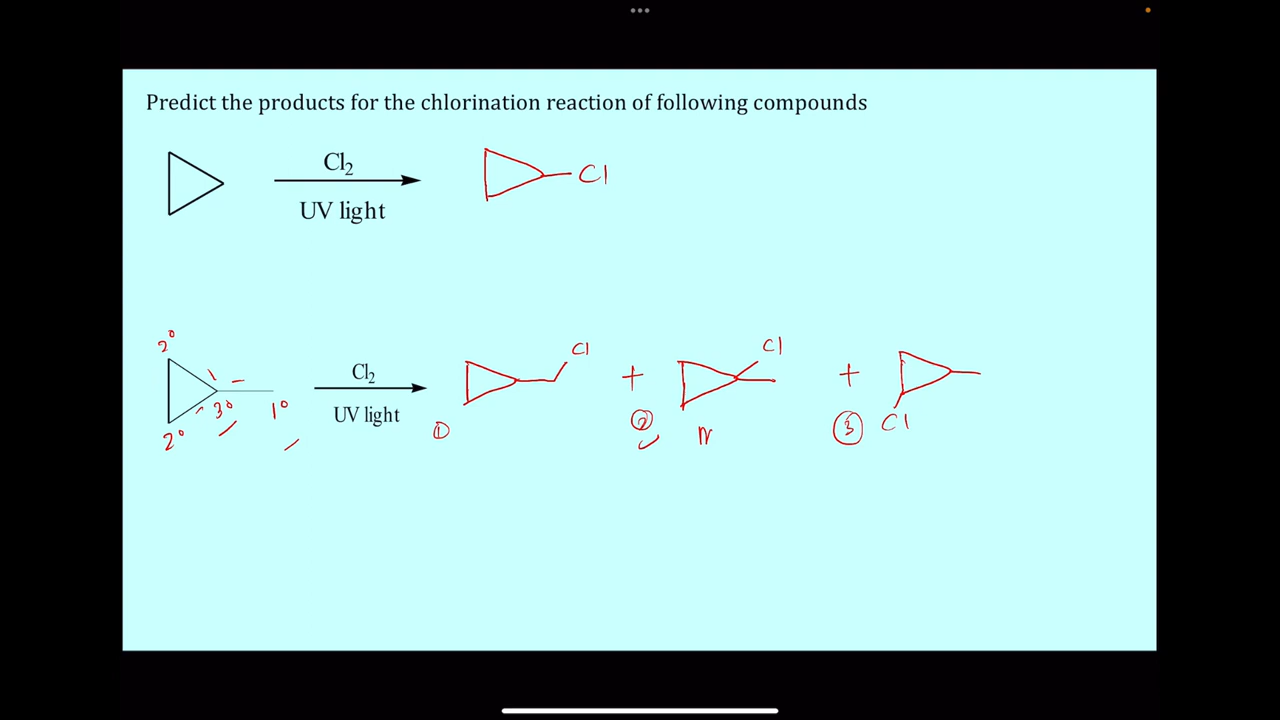 Predict the products for the chlorination reaction of following compounds
Cl2
UV light
Cl
2°
3°
1°
2°
Cl2
UV light
①
Cl
+
②
Cl
+
③
Cl